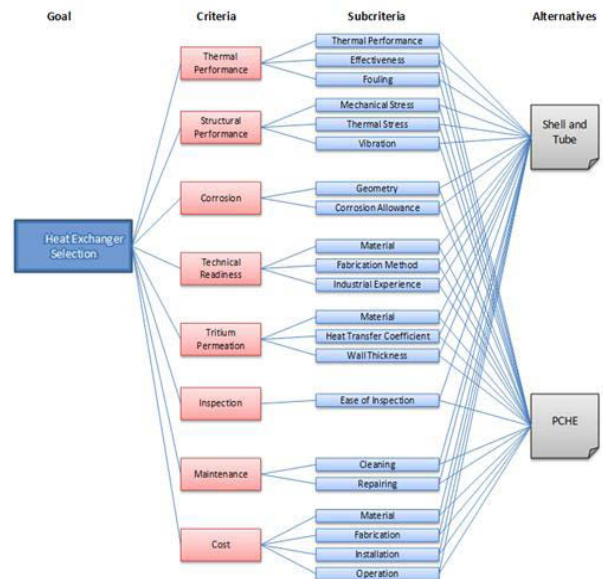 Goal
Criteria
Subcriteria
Alternatives
Heat Exchanger
Selection
Thermal
Performance
Structural
Performance
Corrosion
Technical
Readiness
Tritium
Permeation
Inspection
Maintenance
Cost
Thermal Performance
Effectiveness
Fouling
Mechanical Stress
Thermal Stress
Vibration
Geometry
Corrosion Allowance
Material
Fabrication Method
Industrial Experience
Material
Heat Transfer Coefficient
Wall Thickness
Ease of Inspection
Cleaning
Repairing
Material
Fabrication
Installation
Operation
Shell and
Tube
PCHE